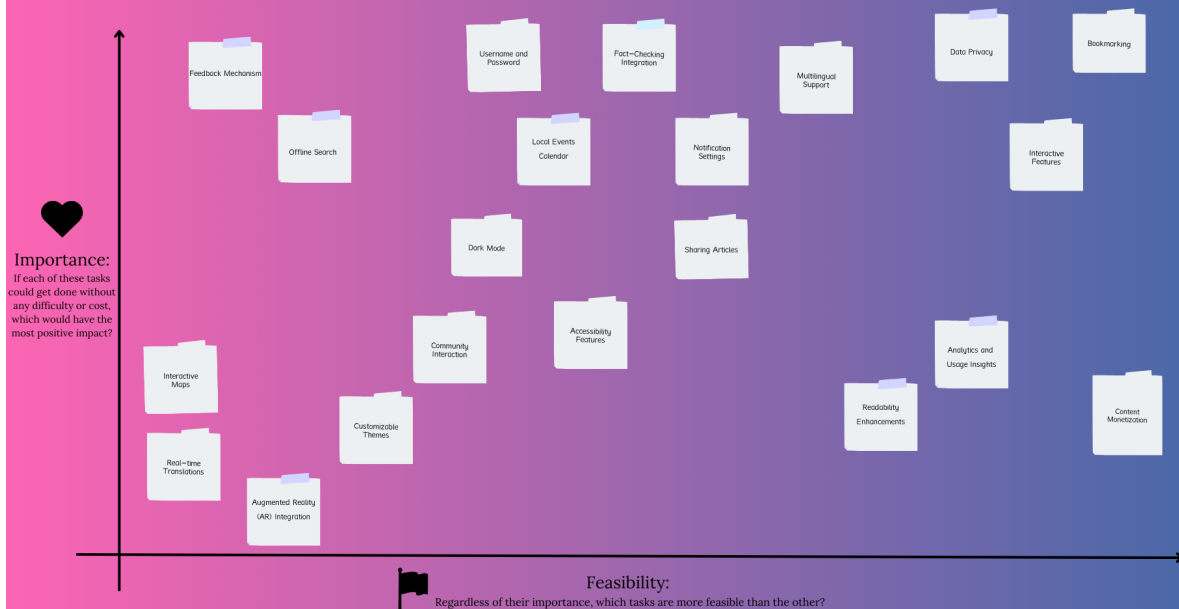 Feedback Mechanism
Username and
Password
Fact-Checking
Integration
Multilingual
Support
Data Privacy
Bookmarking
Offline Search
Local Events
Calendar
Notification
Settings
Interactive
Features
Importance:
If each of these tasks
could get done without
any difficulty or cost,
which would have the
most positive impact?
Dark Mode
Sharing Articles
Community
Interaction
Accessibility
Features
Analytics and
Usage Insights
Interactive
Maps
Customizable
Themes
Readability
Enhancements
Content
Monetization
Real-time
Translations
Augmented Reality
(AR) Integration
Feasibility:
Regardless of their importance, which tasks are more feasible than the other?